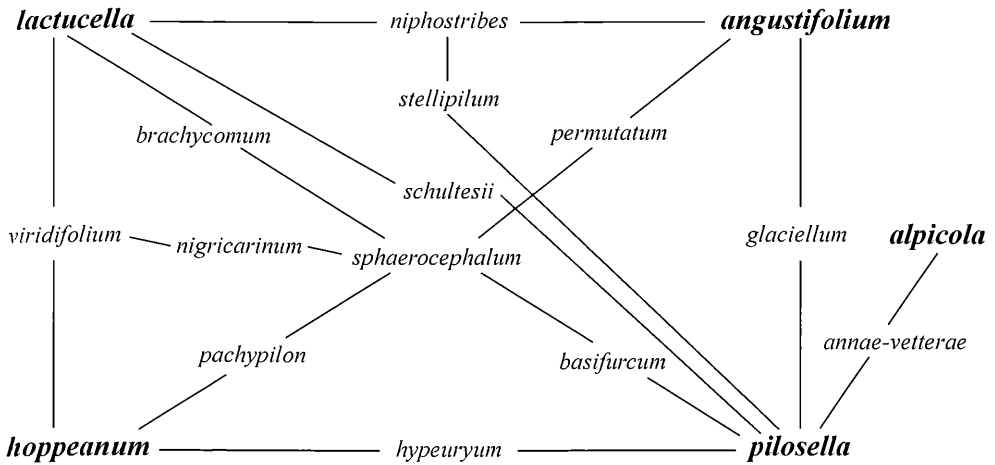 lactucella niphostribes angustifolium
stellipilum
brachycomum permutatum
schultesii
viridifolium nigricarinum sphaerocephalum glaciellum alpicola
pachypilon basifurcum annae-vetterae
hoppeanum hypeuryum pilosella